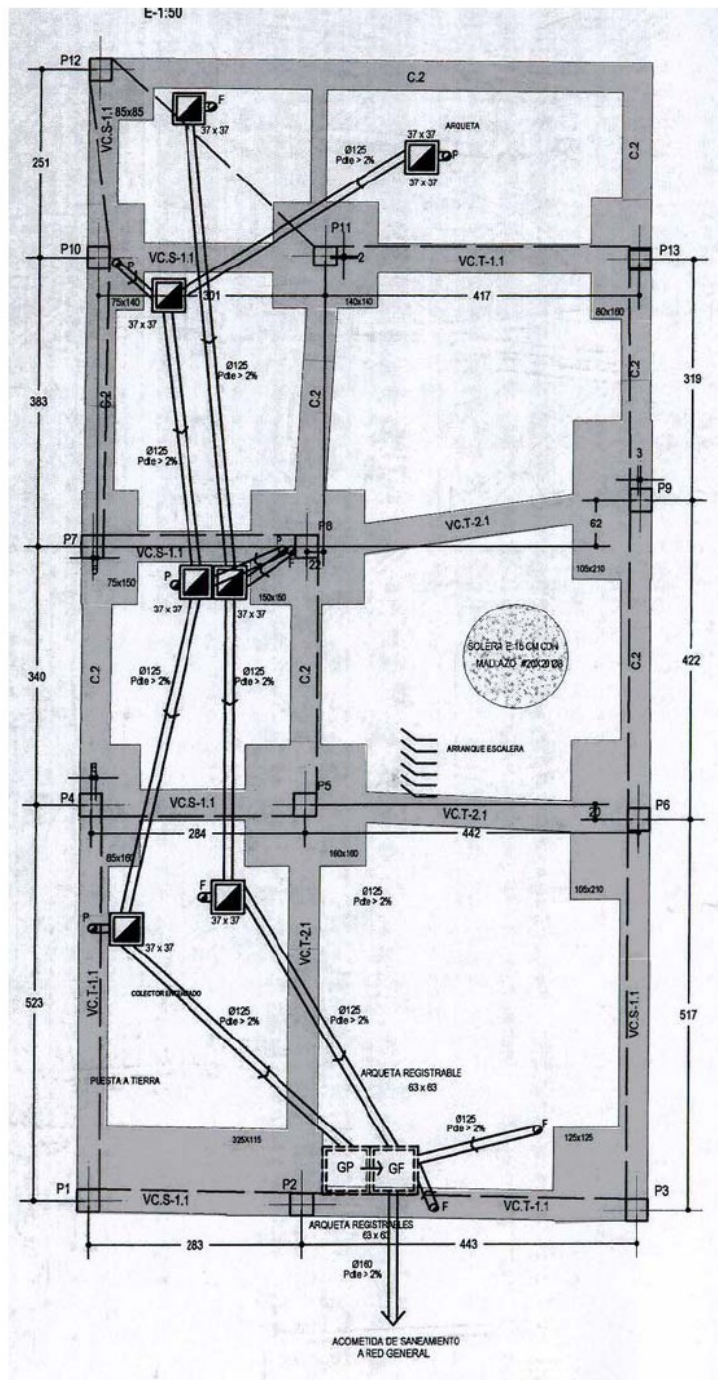 E-1:50
P12
C.2
85x85
VC.S-1.1
F
37 x 37
ARQUETA
37 x 37
Ø125
Pdte > 2%
P
37 x 37
C.2
251
P11
P10
VC.S-1.1
2
VC.T-1.1
P13
P
75x140
301
140x140
417
80x160
37 x 37
Ø125
Pdte > 2%
C.2
C.2
C.2
383
319
Ø125
Pdte > 2%
3
P9
VC.T-2.1
62
P7
P8
VC.S-1.1
P
F
22
P
75x150
150x150
105x210
37 x 37
37 x 37
SOLERA E:15 CM CON
MALLAZO #20X20 Ø8
Ø125
Pdte > 2%
Ø125
Pdte > 2%
C.2
C.2
C.2
340
422
ARRANQUE ESCALERA
P4
VC.S-1.1
P5
VC.T-2.1
20
P6
284
442
85x160
160x160
105x210
F
37 x 37
Ø125
Pdte > 2%
P
37 x 37
VC.T-2.1
VC.T-1.1
523
COLECTOR ENTERRADO
Ø125
Pdte > 2%
Ø125
Pdte > 2%
VC.S-1.1
517
PUESTA A TIERRA
ARQUETA REGISTRABLE
63 x 63
Ø125
Pdte > 2%
F
325X115
125x125
GP
GF
P1
VC.S-1.1
P2
F
VC.T-1.1
P3
ARQUETA REGISTRABLES
63 x 63
283
443
Ø160
Pdte > 2%
ACOMETIDA DE SANEAMIENTO
A RED GENERAL